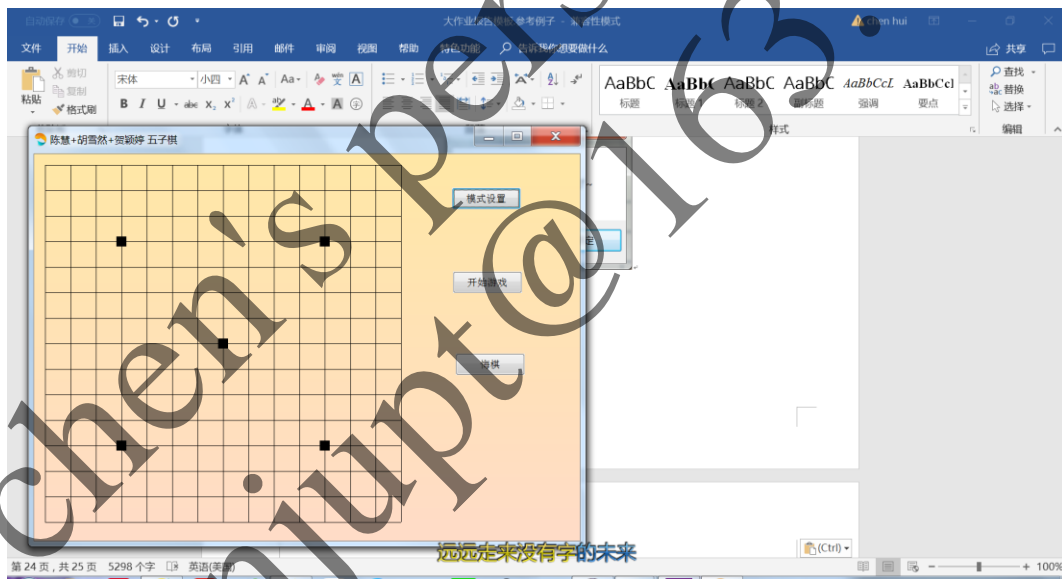 自动保存
大作业报告模板 参考例子 - 兼容性模式
chen hui
文件 开始 插入 设计 布局 引用 邮件 审阅 视图 帮助 特色功能 告诉我你想要做什么 共享
粘贴
剪切
复制
格式刷
宋体 小四
AaBbC 标题
AaBb( 标题 1
AaBbC 标题 2
AaBbC 副标题
AaBbCcL 强调
AaBbCcl 要点
样式
查找
替换
选择
编辑
陈慧+胡雪然+贺颖婷 五子棋
模式设置
开始游戏
悔棋
定
chen's pers
njupt@163.
远远走来没有字的未来
(Ctrl)
第 24 页，共 25 页 5298 个字 英语(美国)
100%